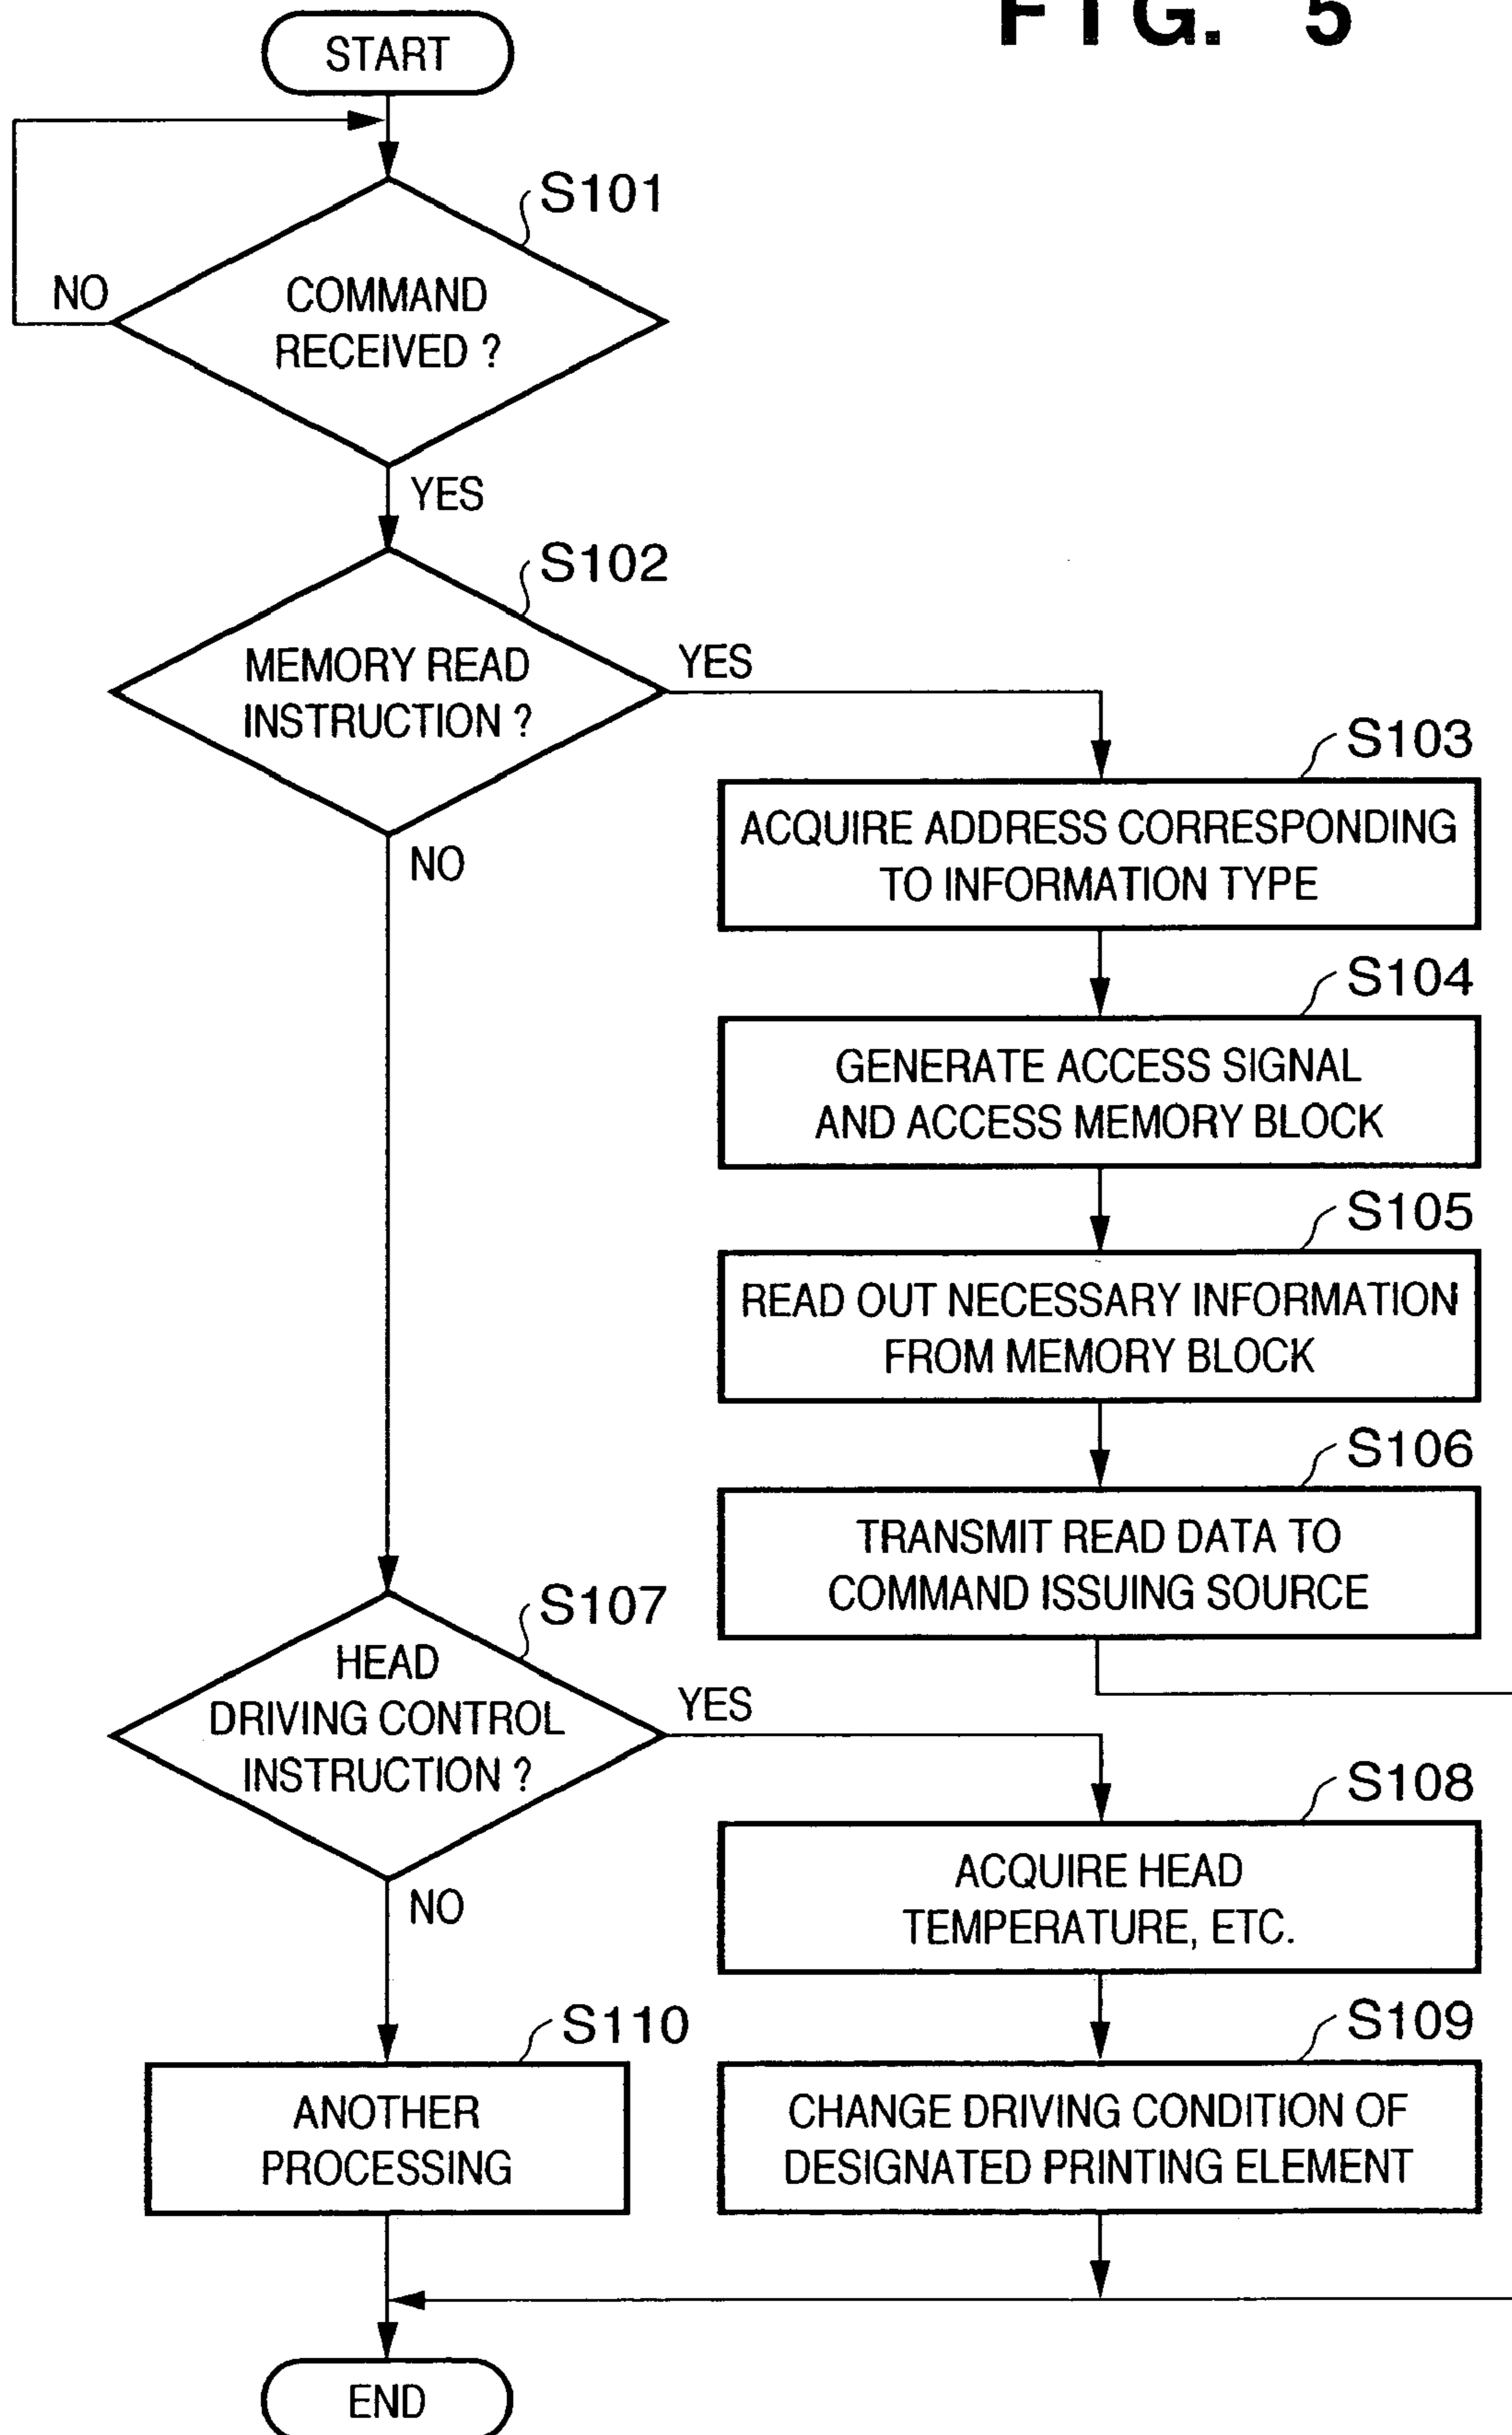 FIG. 5
START
S101
NO
COMMAND
RECEIVED ?
YES
S102
MEMORY READ
INSTRUCTION ?
YES
NO
S103
ACQUIRE ADDRESS CORRESPONDING
TO INFORMATION TYPE
S104
GENERATE ACCESS SIGNAL
AND ACCESS MEMORY BLOCK
S105
READ OUT NECESSARY INFORMATION
FROM MEMORY BLOCK
S106
TRANSMIT READ DATA TO
COMMAND ISSUING SOURCE
S107
HEAD
DRIVING CONTROL
INSTRUCTION ?
YES
NO
S108
ACQUIRE HEAD
TEMPERATURE, ETC.
S109
CHANGE DRIVING CONDITION OF
DESIGNATED PRINTING ELEMENT
S110
ANOTHER
PROCESSING
END